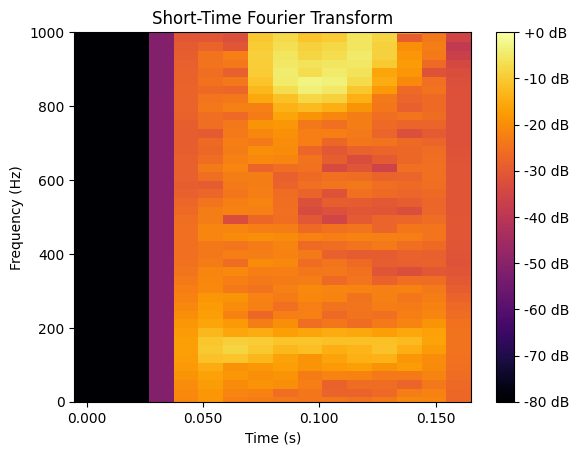 Short-Time Fourier Transform
1000
800
600
400
200
0
Frequency (Hz)
0.000
0.050
0.100
0.150
Time (s)
+0 dB
-10 dB
-20 dB
-30 dB
-40 dB
-50 dB
-60 dB
-70 dB
-80 dB